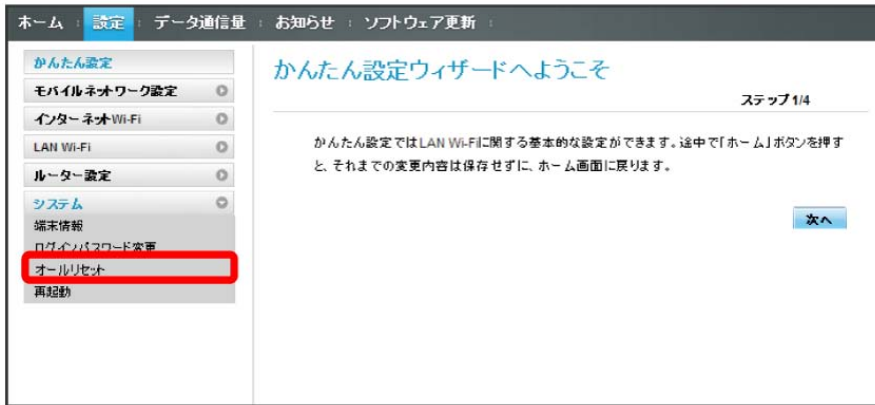 ホーム 設定 データ通信量 お知らせ ソフトウェア更新
かんたん設定
モバイルネットワーク設定
インターネットWi-Fi
LAN Wi-Fi
ルーター設定
システム
端末情報
ログインパスワード変更
オールリセット
再起動
かんたん設定ウィザードへようこそ
ステップ1/4
かんたん設定ではLAN Wi-Fiに関する基本的な設定ができます。途中で「ホーム」ボタンを押す
と、それまでの変更内容は保存せずに、ホーム画面に戻ります。
次へ